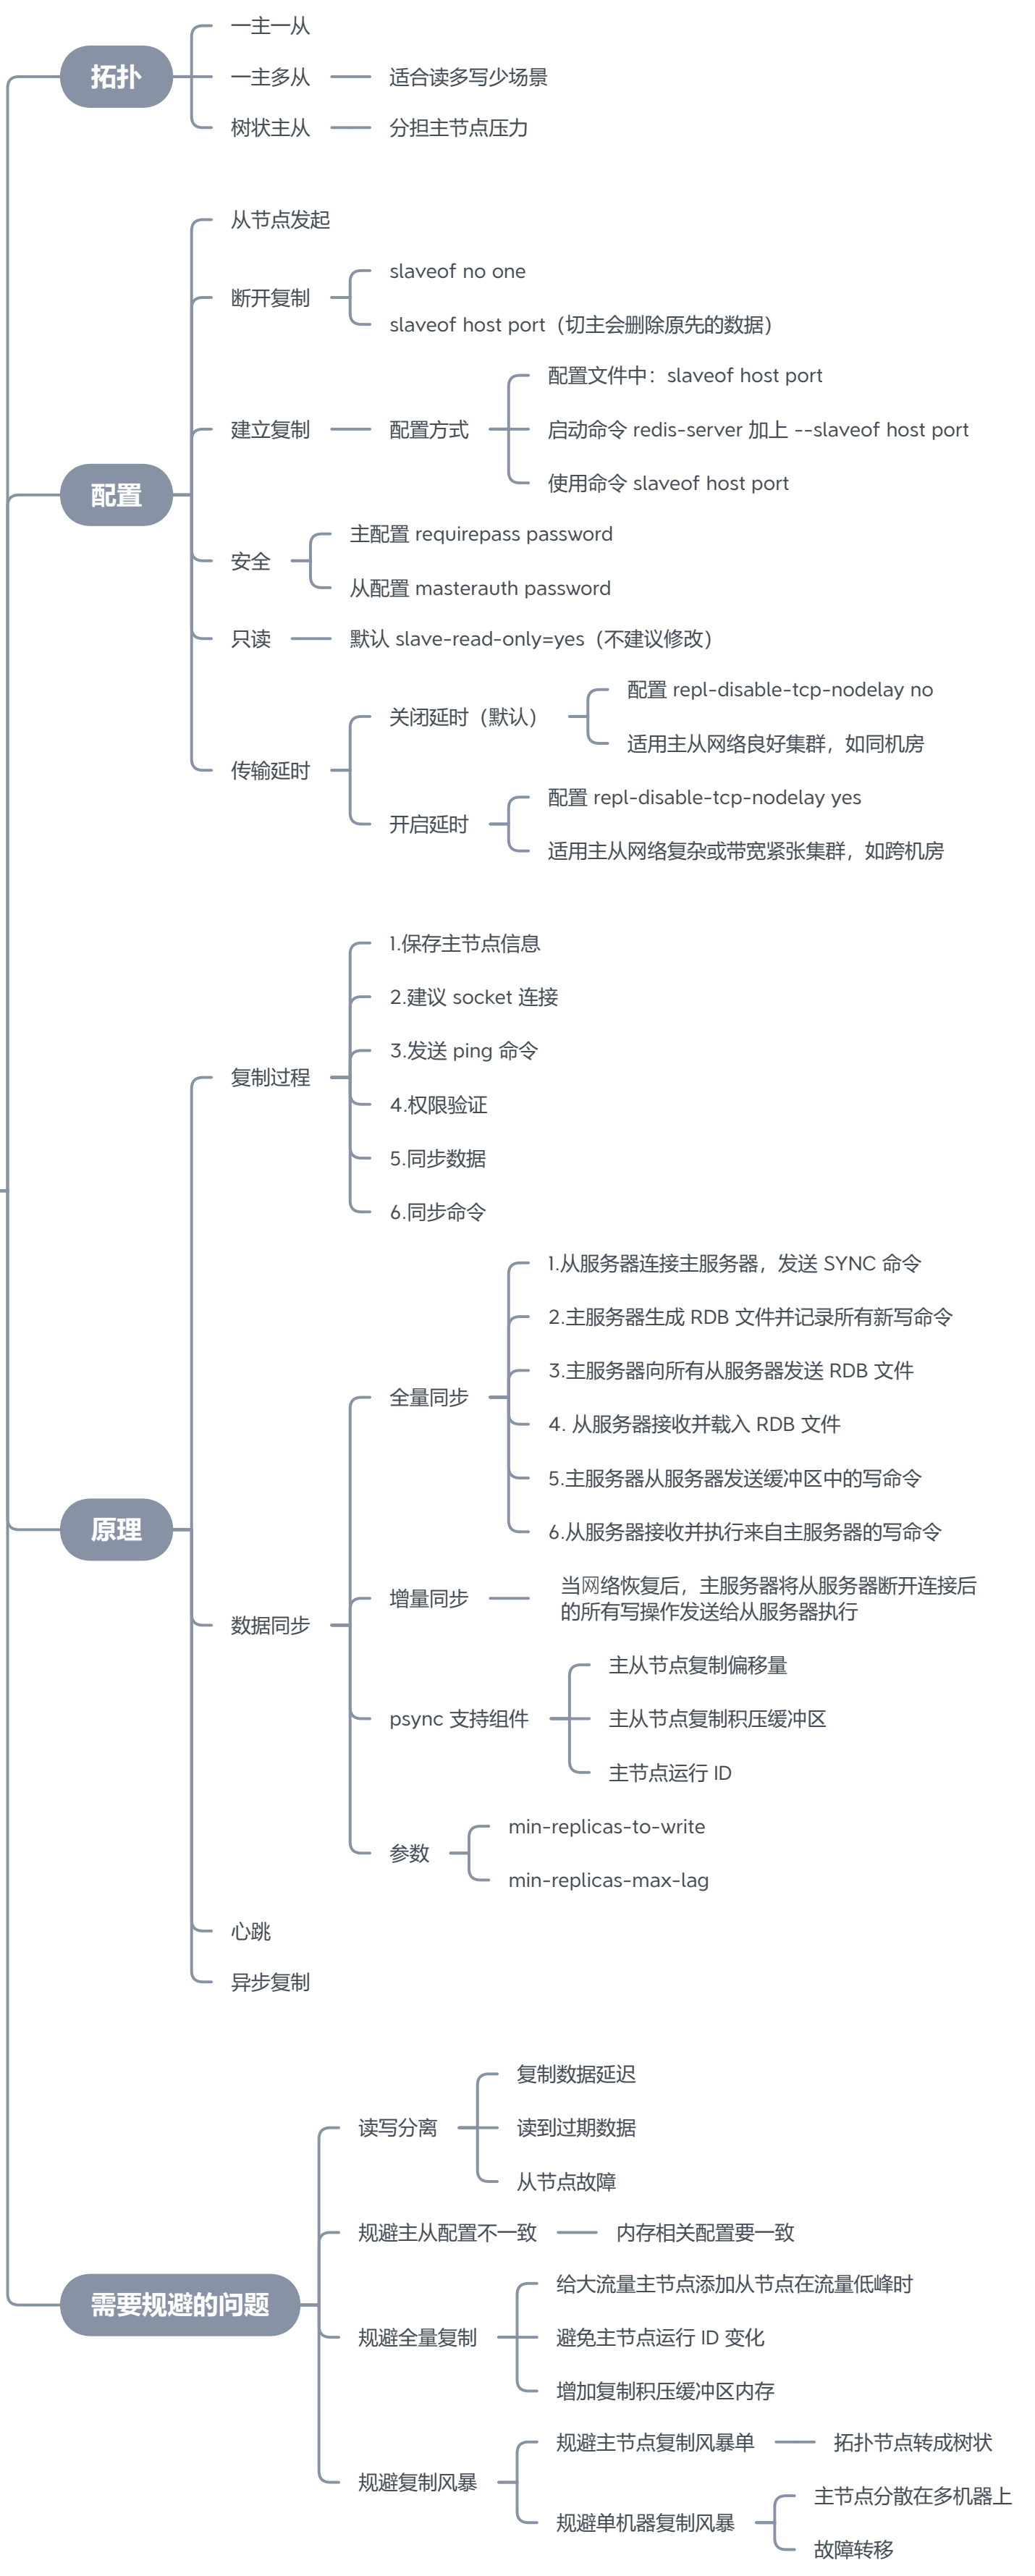 拓扑
一主一从
一主多从
适合读多写少场景
树状主从
分担主节点压力
配置
从节点发起
断开复制
slaveof no one
slaveof host port（切主会删除原先的数据）
建立复制
配置方式
配置文件中：slaveof host port
启动命令 redis-server 加上 --slaveof host port
使用命令 slaveof host port
安全
主配置 requirepass password
从配置 masterauth password
只读
默认 slave-read-only=yes（不建议修改）
传输延时
关闭延时（默认）
配置 repl-disable-tcp-nodelay no
适用主从网络良好集群，如同机房
开启延时
配置 repl-disable-tcp-nodelay yes
适用主从网络复杂或带宽紧张集群，如跨机房
原理
复制过程
1.保存主节点信息
2.建议 socket 连接
3.发送 ping 命令
4.权限验证
5.同步数据
6.同步命令
数据同步
全量同步
1.从服务器连接主服务器，发送 SYNC 命令
2.主服务器生成 RDB 文件并记录所有新写命令
3.主服务器向所有从服务器发送 RDB 文件
4. 从服务器接收并载入 RDB 文件
5.主服务器从服务器发送缓冲区中的写命令
6.从服务器接收并执行来自主服务器的写命令
增量同步
当网络恢复后，主服务器将从服务器断开连接后
的所有写操作发送给从服务器执行
psync 支持组件
主从节点复制偏移量
主从节点复制积压缓冲区
主节点运行 ID
参数
min-replicas-to-write
min-replicas-max-lag
心跳
异步复制
需要规避的问题
读写分离
复制数据延迟
读到过期数据
从节点故障
规避主从配置不一致
内存相关配置要一致
规避全量复制
给大流量主节点添加从节点在流量低峰时
避免主节点运行 ID 变化
增加复制积压缓冲区内存
规避复制风暴
规避主节点复制风暴单
拓扑节点转成树状
规避单机器复制风暴
主节点分散在多机器上
故障转移